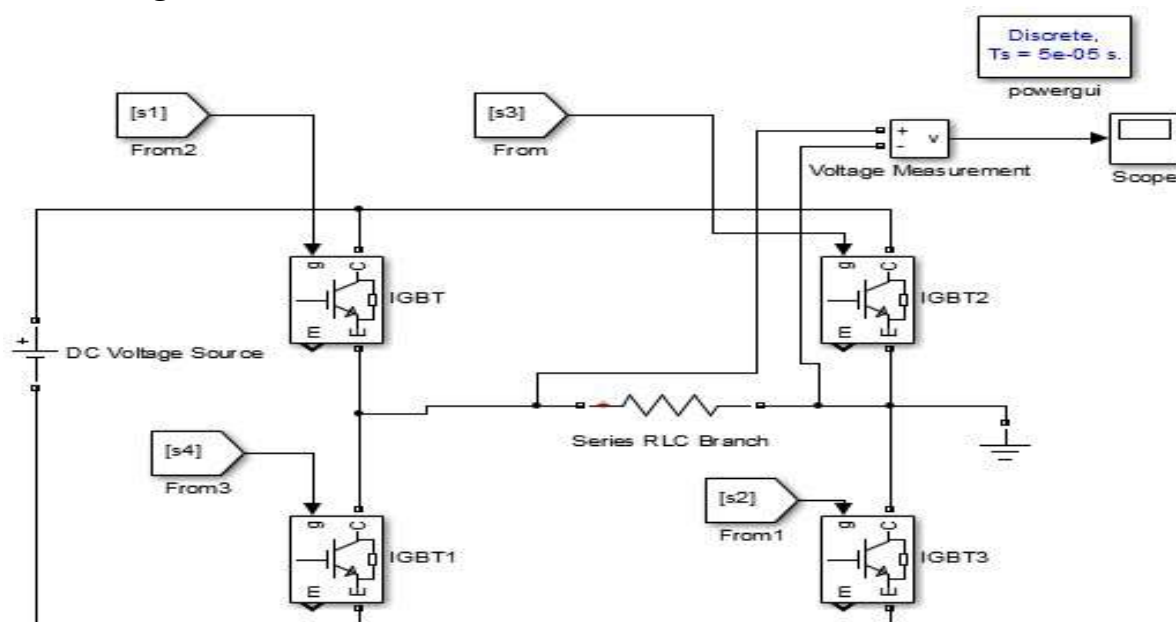 Discrete,
Ts = 5e-05 s.
powergui
[s1]
From2
[s3]
From
+
-
v
Voltage Measurement
Scope
g
C
m
E
IGBT
g
C
m
E
IGBT2
+
DC Voltage Source
Series RLC Branch
[s4]
From3
[s2]
From1
g
C
m
E
IGBT1
g
C
m
E
IGBT3